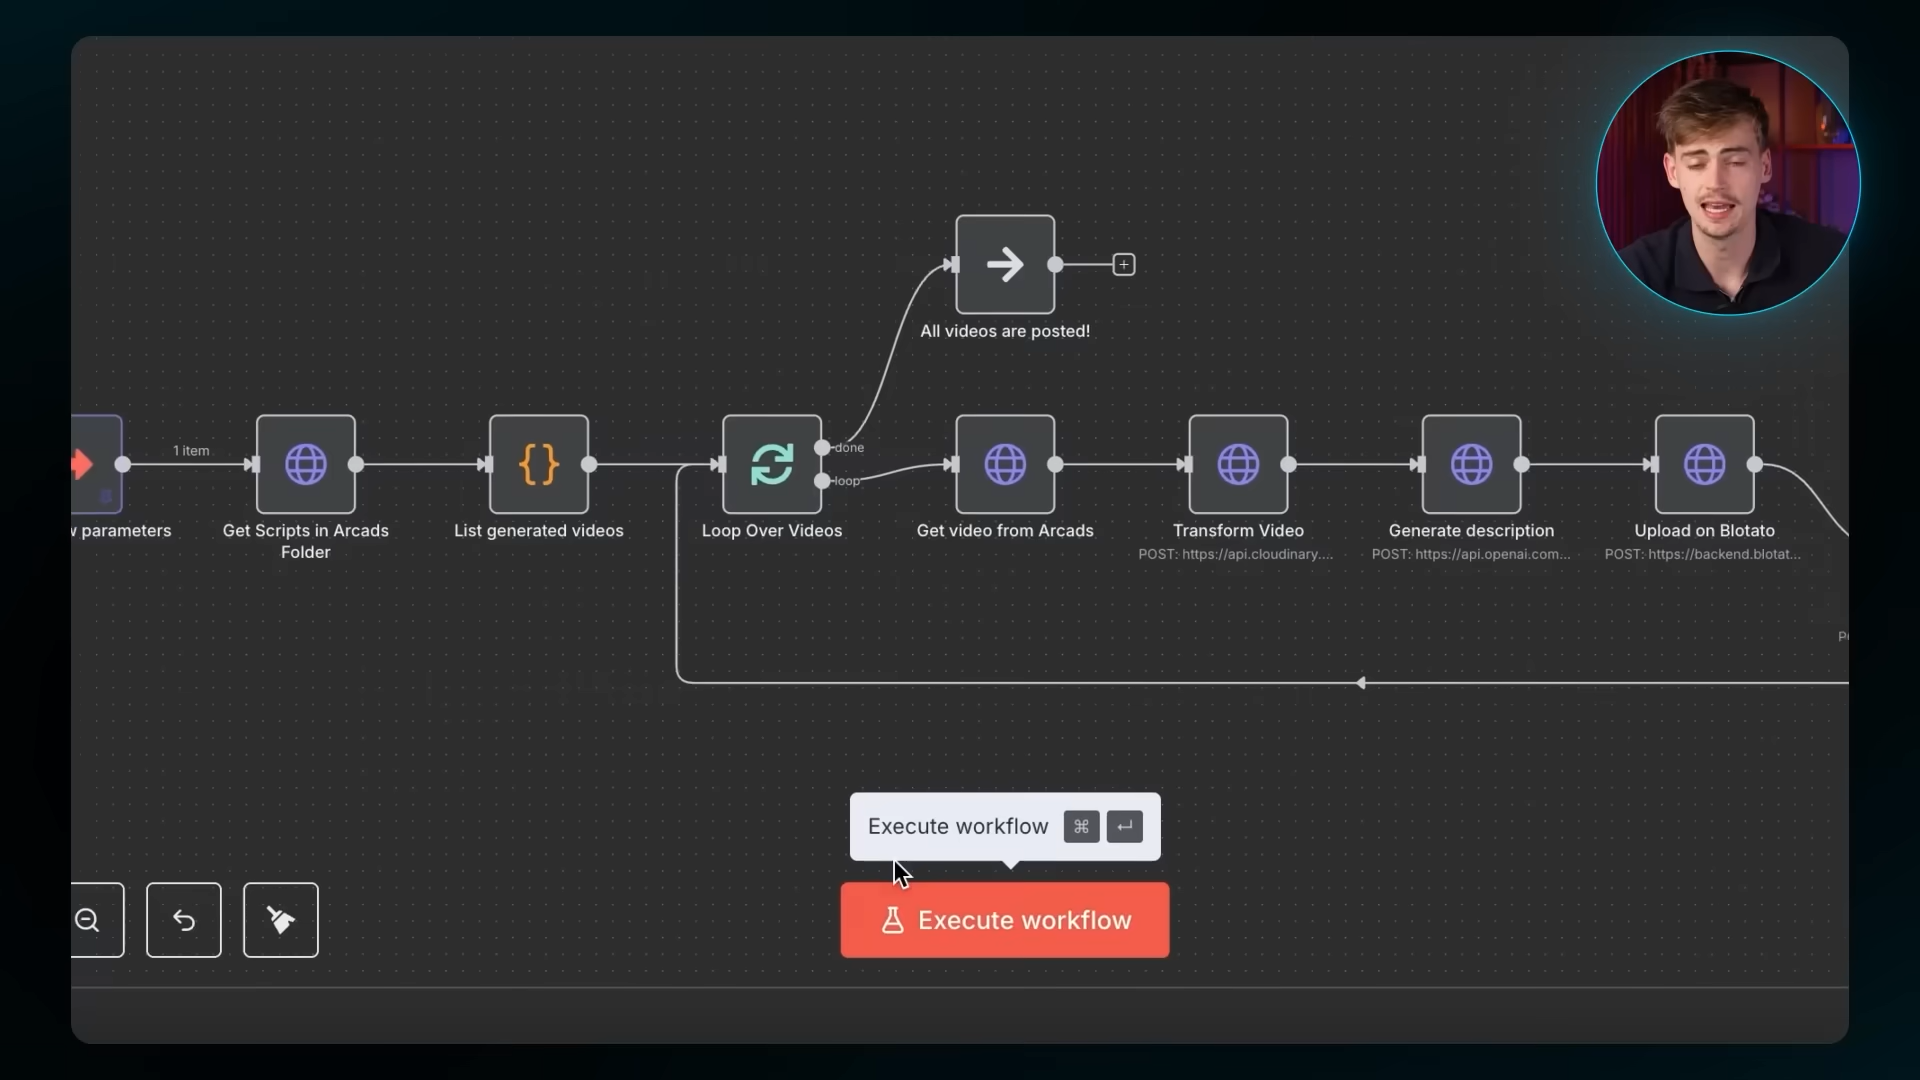 All videos are posted!
1 item
done
loop
w parameters
Get Scripts in Arcads
Folder
List generated videos
Loop Over Videos
Get video from Arcads
Transform Video
POST: https://api.cloudinary....
Generate description
POST: https://api.openai.com...
Upload on Blotato
POST: https://backend.blotat...
Execute workflow ⌘ ↵
Execute workflow